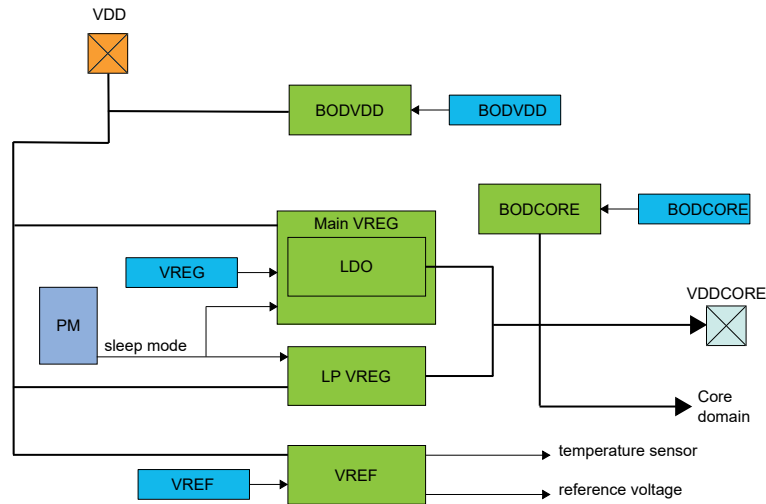 VDD
BODVDD
BODVDD
BODCORE
BODCORE
Main VREG
LDO
VREG
VDDCORE
PM
sleep mode
LP VREG
Core
domain
temperature sensor
VREF
VREF
reference voltage